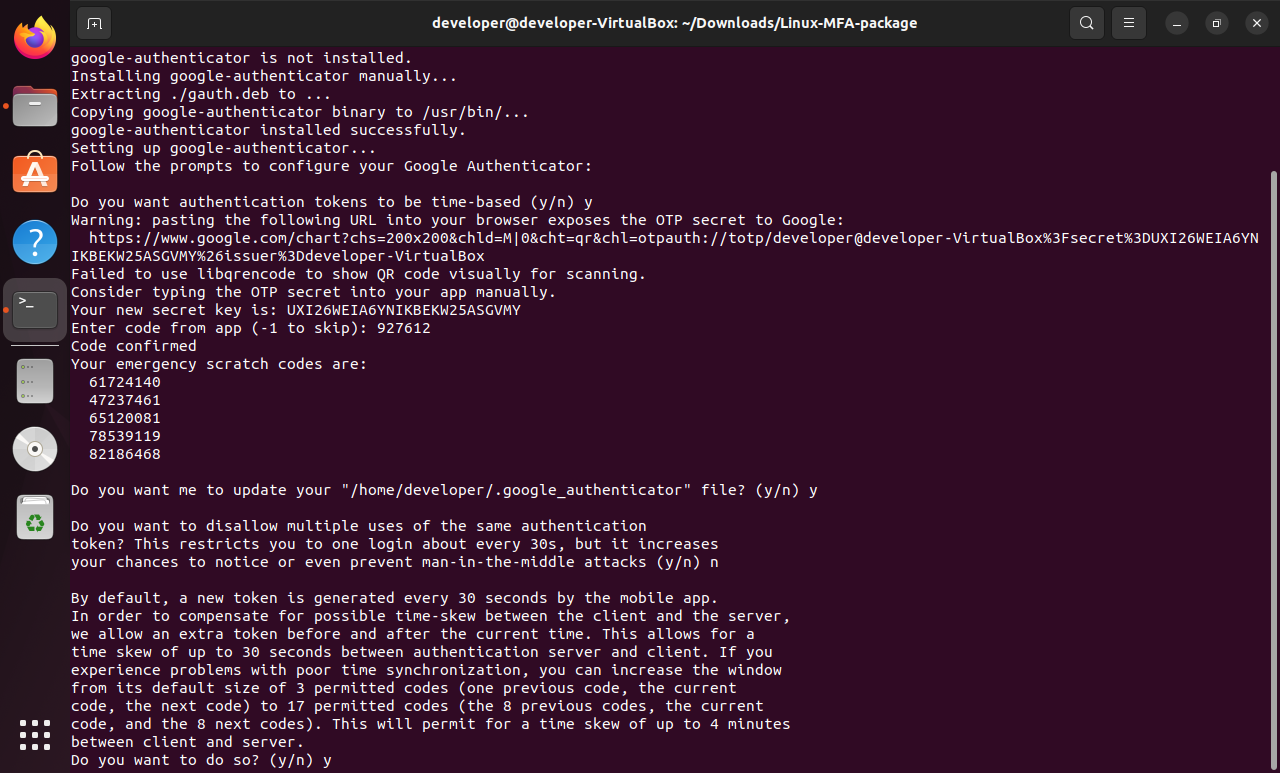 developer@developer-VirtualBox: ~/Downloads/Linux-MFA-package
google-authenticator is not installed.
Installing google-authenticator manually...
Extracting ./gauth.deb to ...
Copying google-authenticator binary to /usr/bin/...
google-authenticator installed successfully.
Setting up google-authenticator...
Follow the prompts to configure your Google Authenticator:
Do you want authentication tokens to be time-based (y/n) y
Warning: pasting the following URL into your browser exposes the OTP secret to Google:
https://www.google.com/chart?chs=200x200&chld=M|0&cht=qr&chl=otpauth://totp/developer@developer-VirtualBox%3Fsecret%3DUXI26WEIA6YN
IKBEKW25ASGVMY%26issuer%3Ddeveloper-VirtualBox
Failed to use libqrencode to show QR code visually for scanning.
Consider typing the OTP secret into your app manually.
Your new secret key is: UXI26WEIA6YNIKBEKW25ASGVMY
Enter code from app (-1 to skip): 927612
Code confirmed
Your emergency scratch codes are:
61724140
47237461
65120081
78539119
82186468
Do you want me to update your "/home/developer/.google_authenticator" file? (y/n) y
Do you want to disallow multiple uses of the same authentication
token? This restricts you to one login about every 30s, but it increases
your chances to notice or even prevent man-in-the-middle attacks (y/n) n
By default, a new token is generated every 30 seconds by the mobile app.
In order to compensate for possible time-skew between the client and the server,
we allow an extra token before and after the current time. This allows for a
time skew of up to 30 seconds between authentication server and client. If you
experience problems with poor time synchronization, you can increase the window
from its default size of 3 permitted codes (one previous code, the current
code, the next code) to 17 permitted codes (the 8 previous codes, the current
code, and the 8 next codes). This will permit for a time skew of up to 4 minutes
between client and server.
Do you want to do so? (y/n) y